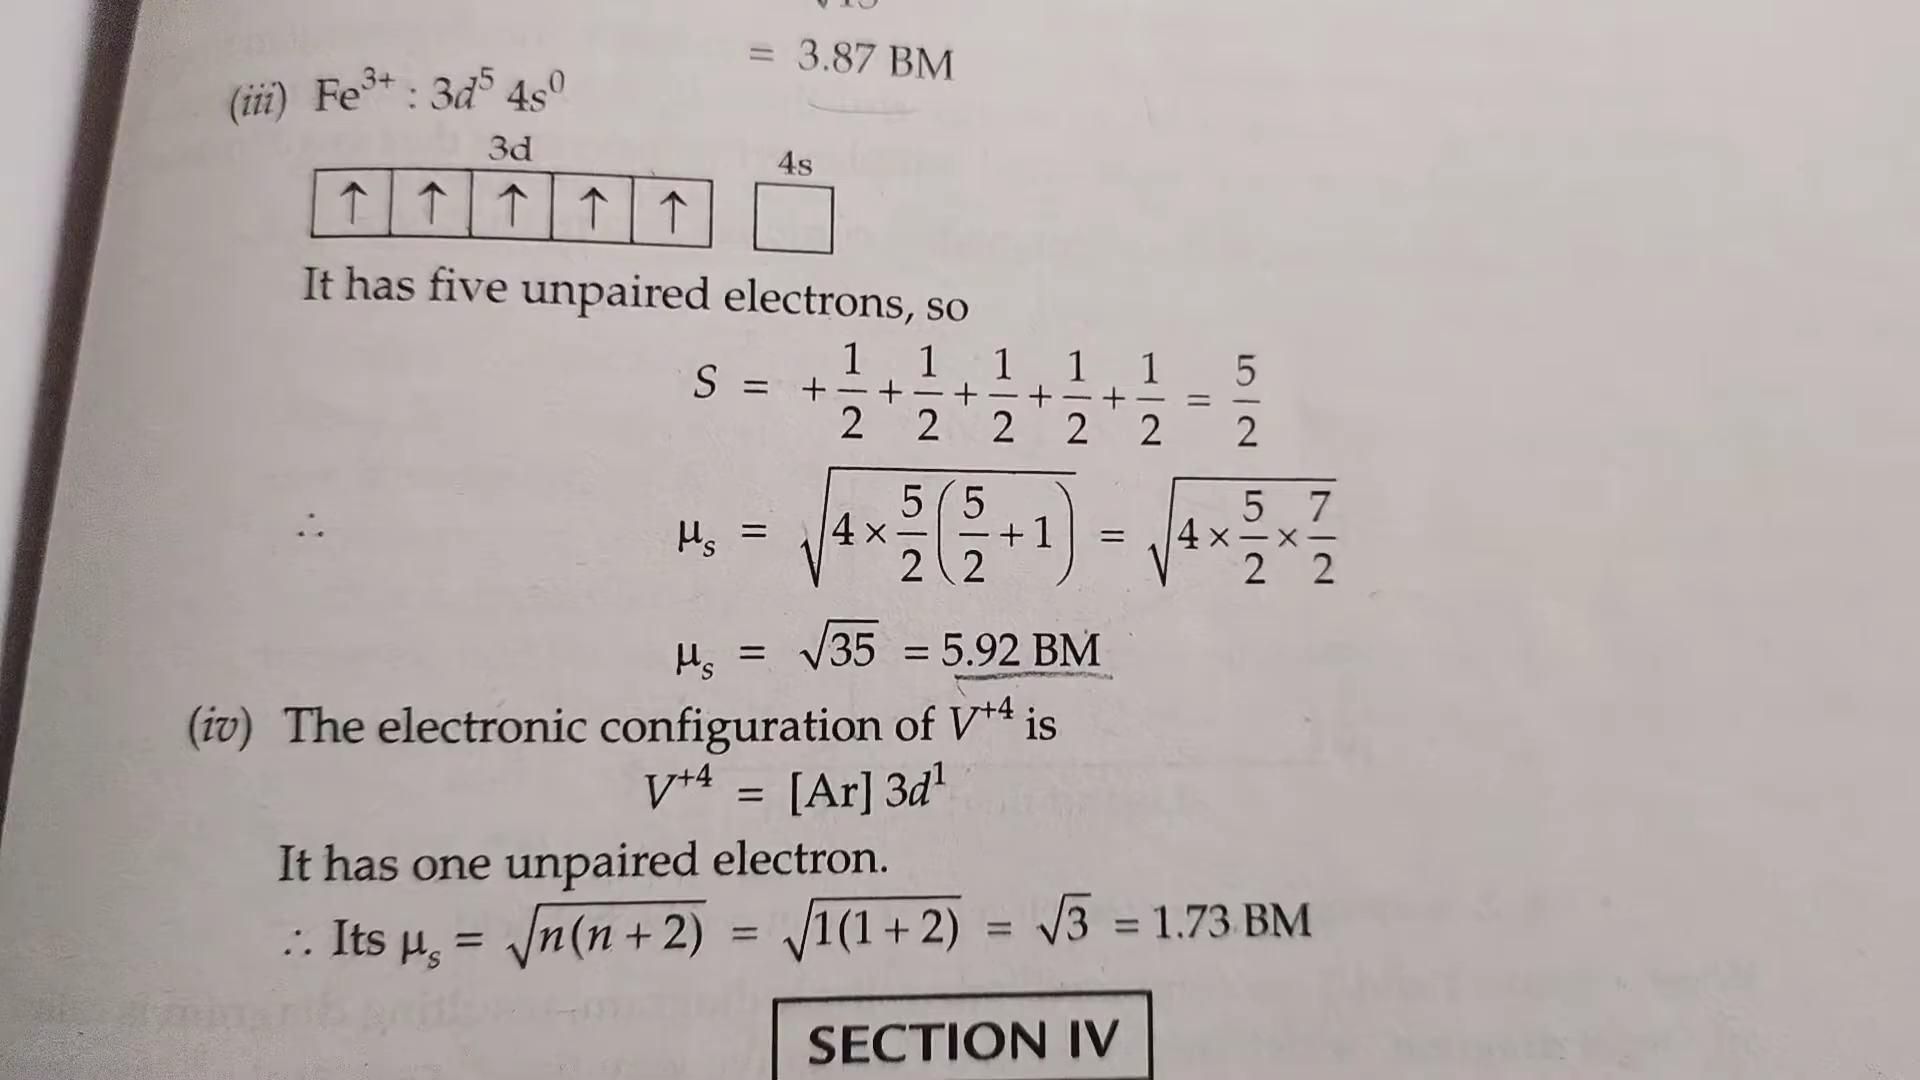 = 3.87 BM
(iii) Fe³⁺ : 3d⁵ 4s⁰
3d 4s
↑ ↑ ↑ ↑ ↑
It has five unpaired electrons, so
S = +1/2 + 1/2 + 1/2 + 1/2 + 1/2 = 5/2
∴ μₛ = √(4 × 5/2 (5/2 + 1)) = √(4 × 5/2 × 7/2)
μₛ = √35 = 5.92 BM
(iv) The electronic configuration of V⁺⁴ is
V⁺⁴ = [Ar] 3d¹
It has one unpaired electron.
∴ Its μₛ = √n(n + 2) = √1(1 + 2) = √3 = 1.73 BM
SECTION IV